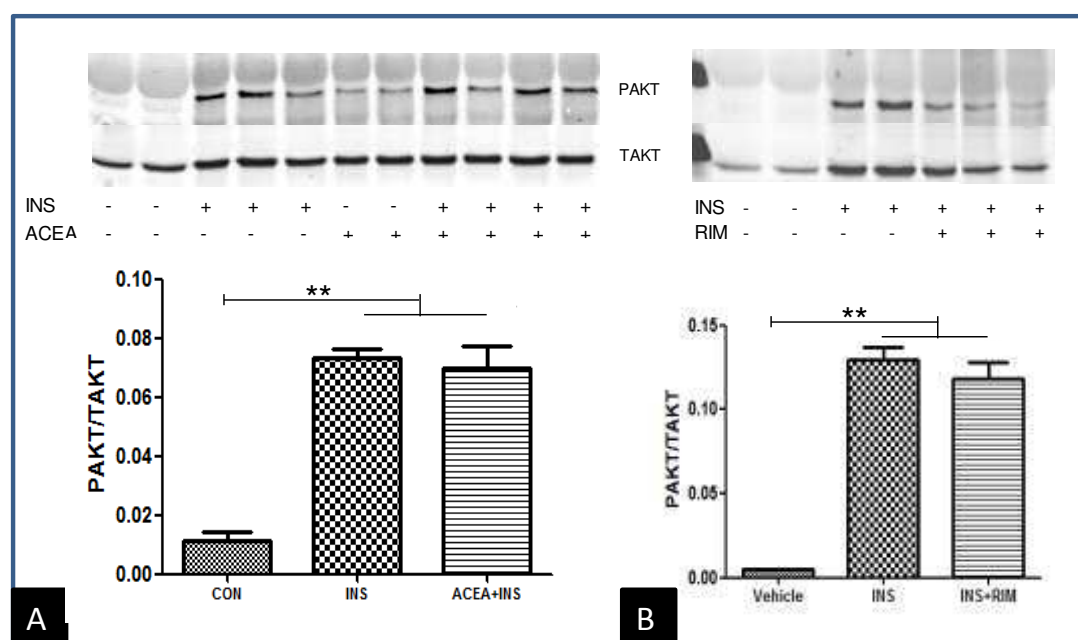 PAKT
TAKT
INS - - + + + - - + + + +
ACEA - - - - - + + + + + +
0.10
0.08
0.06
0.04
0.02
0.00
PAKT/TAKT
**
CON INS ACEA+INS
A
INS - - + + + + +
RIM - - - - + + +
0.15
0.10
0.05
0.00
PAKT/TAKT
**
Vehicle INS INS+RIM
B